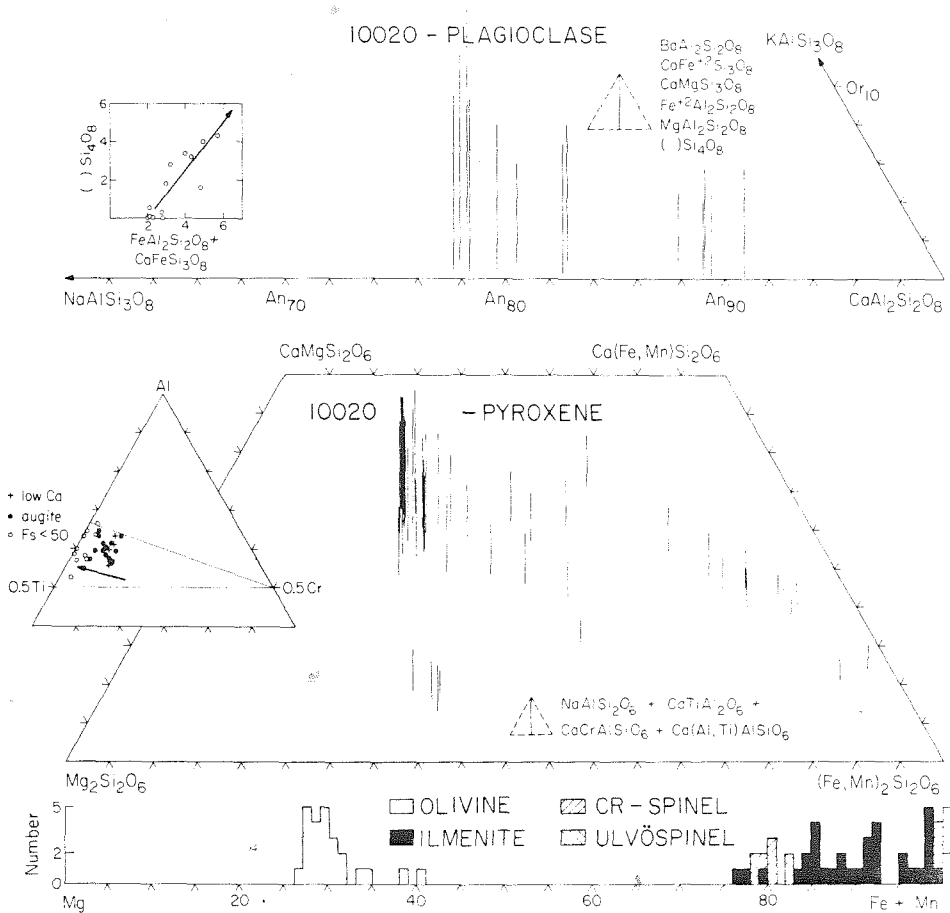 10020 - PLAGIOCLASE
BaAl2Si2O8
CaFe+2Si3O8
CaMgSi3O8
Fe+2Al2Si2O8
MgAl2Si2O8
( )Si4O8
KAlSi3O8
Or10
( ) Si4O8
6
4
2
0
2
4
6
FeAl2Si2O8+
CaFeSi3O8
NaAlSi3O8
An70
An80
An90
CaAl2Si2O8
CaMgSi2O6
Ca(Fe, Mn)Si2O6
10020 - PYROXENE
Al
+ low Ca
• augite
○ Fs < 50
0.5Ti
0.5Cr
NaAlSi2O6 + CaTiAl2O6 +
CaCrAlSiO6 + Ca(Al,Ti)AlSiO6
Mg2Si2O6
(Fe, Mn)2Si2O6
OLIVINE
CR-SPINEL
ILMENITE
ULVÖSPINEL
Number
5
2
0
Mg
20
40
60
80
Fe + Mn